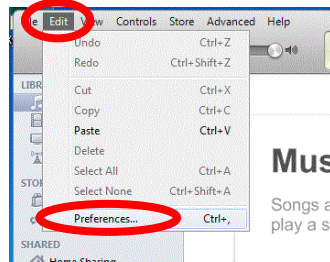 Edit View Controls Store Advanced Help
Undo Ctrl+Z
Redo Ctrl+Shift+Z
LIBR
Cut Ctrl+X
Copy Ctrl+C
Paste Ctrl+V
Delete
Select All Ctrl+A
Select None Ctrl+Shift+A
STO
Preferences... Ctrl+,
SHARED
Home Sharing
Mus
Songs a
play a s